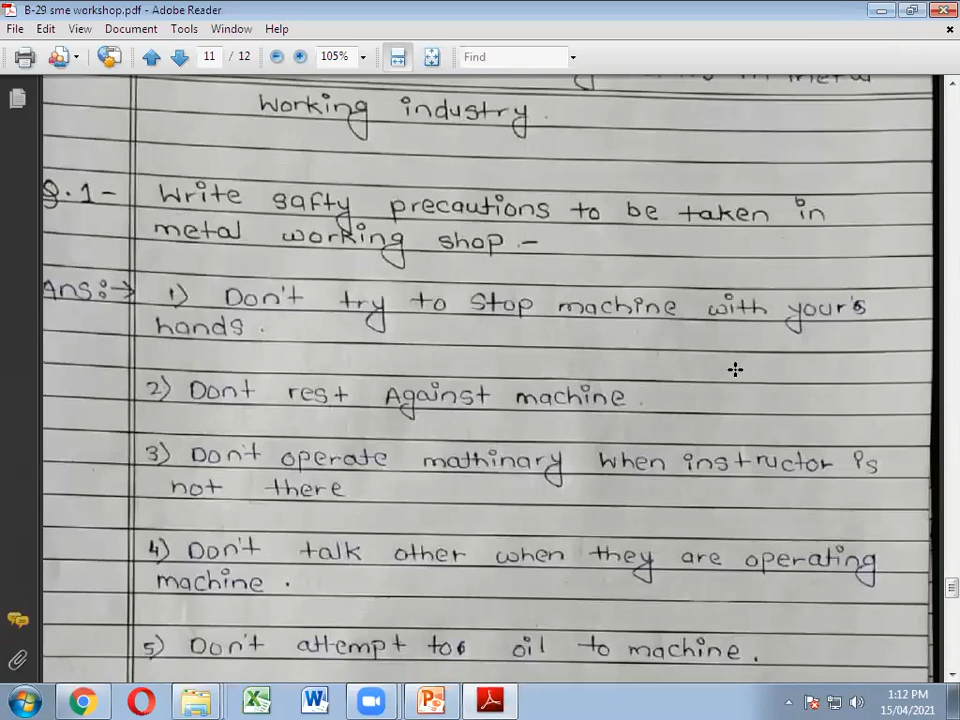 B-29 sme workshop.pdf - Adobe Reader
File Edit View Document Tools Window Help
11 / 12 105% Find
Working industry.
Q.1- Write safty precautions to be taken in
metal working shop.-
Ans:→ 1) Don't try to stop machine with your's
hands.
2) Dont rest Against machine.
3) Don't operate mathinary when instructor is
not there
4) Don't talk other when they are operating
machine.
5) Don't attempt to oil to machine.
1:12 PM
15/04/2021